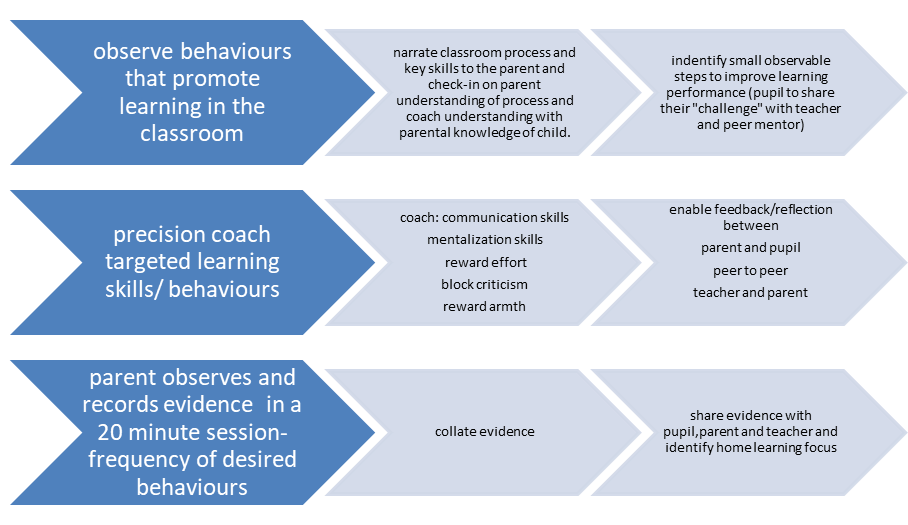 observe behaviours
that promote
learning in the
classroom
narrate classroom process and
key skills to the parent and
check-in on parent
understanding of process and
coach understanding with
parental knowledge of child.
indentify small observable
steps to improve learning
performance (pupil to share
their "challenge" with teacher
and peer mentor)
precision coach
targeted learning
skills/ behaviours
coach: communication skills
mentalization skills
reward effort
block criticism
reward armth
enable feedback/reflection
between
parent and pupil
peer to peer
teacher and parent
parent observes and
records evidence in a
20 minute session-
frequency of desired
behaviours
collate evidence
share evidence with
pupil,parent and teacher and
identify home learning focus